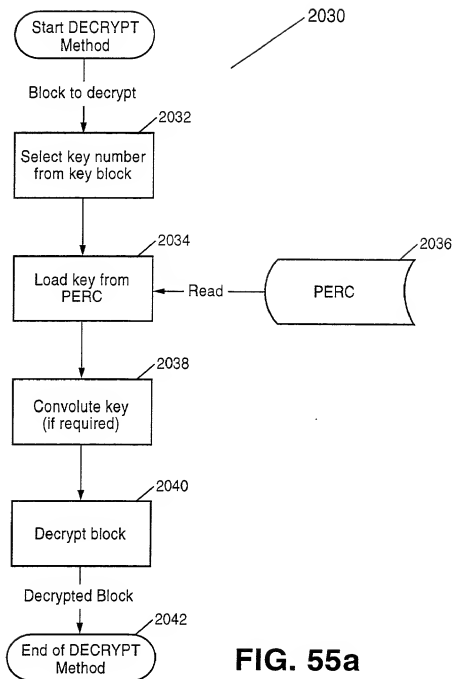 Start DECRYPT
Method
2030
Block to decrypt
2032
Select key number
from key block
2034
Load key from
PERC
Read
2036
PERC
2038
Convolute key
(if required)
2040
Decrypt block
Decrypted Block
2042
End of DECRYPT
Method
FIG. 55a